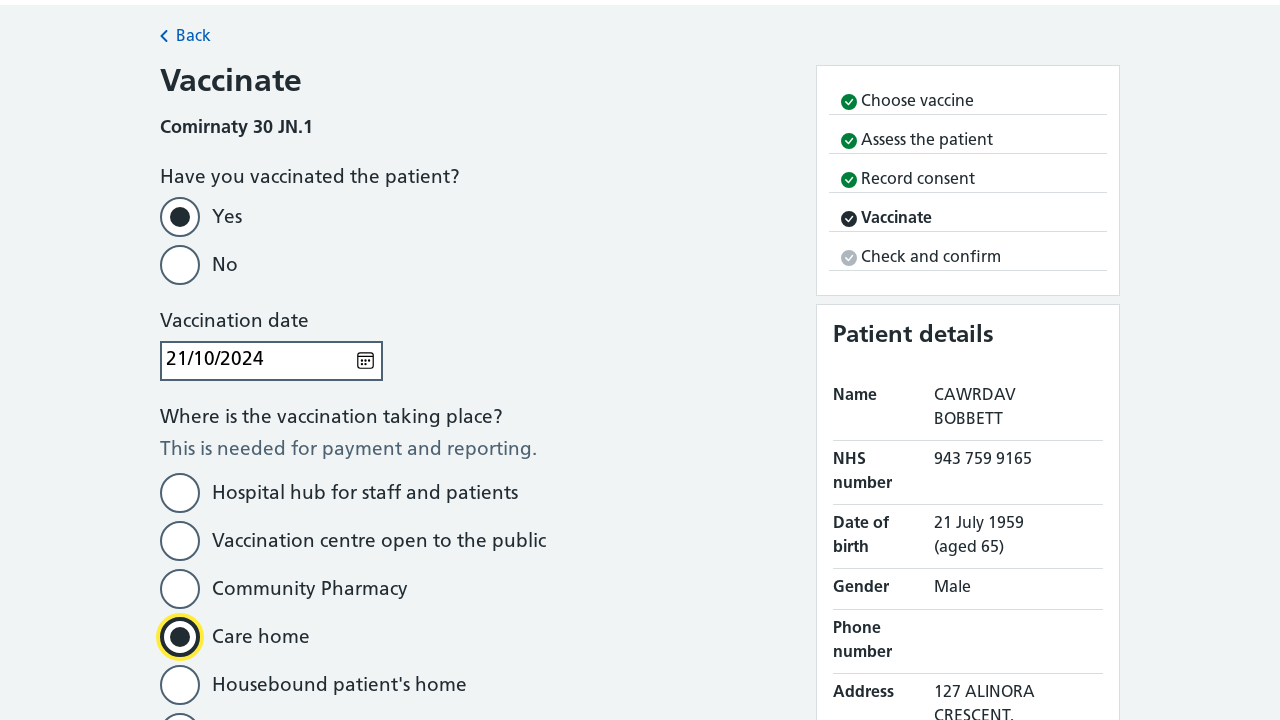 Back
Vaccinate
Comirnaty 30 JN.1
Have you vaccinated the patient?
Yes
No
Vaccination date
21/10/2024
Where is the vaccination taking place?
This is needed for payment and reporting.
Hospital hub for staff and patients
Vaccination centre open to the public
Community Pharmacy
Care home
Housebound patient's home
Choose vaccine
Assess the patient
Record consent
Vaccinate
Check and confirm
Patient details
Name CAWRDAV
BOBBETT
NHS 943 759 9165
number
Date of 21 July 1959
birth (aged 65)
Gender Male
Phone
number
Address 127 ALINORA
CRESCENT,